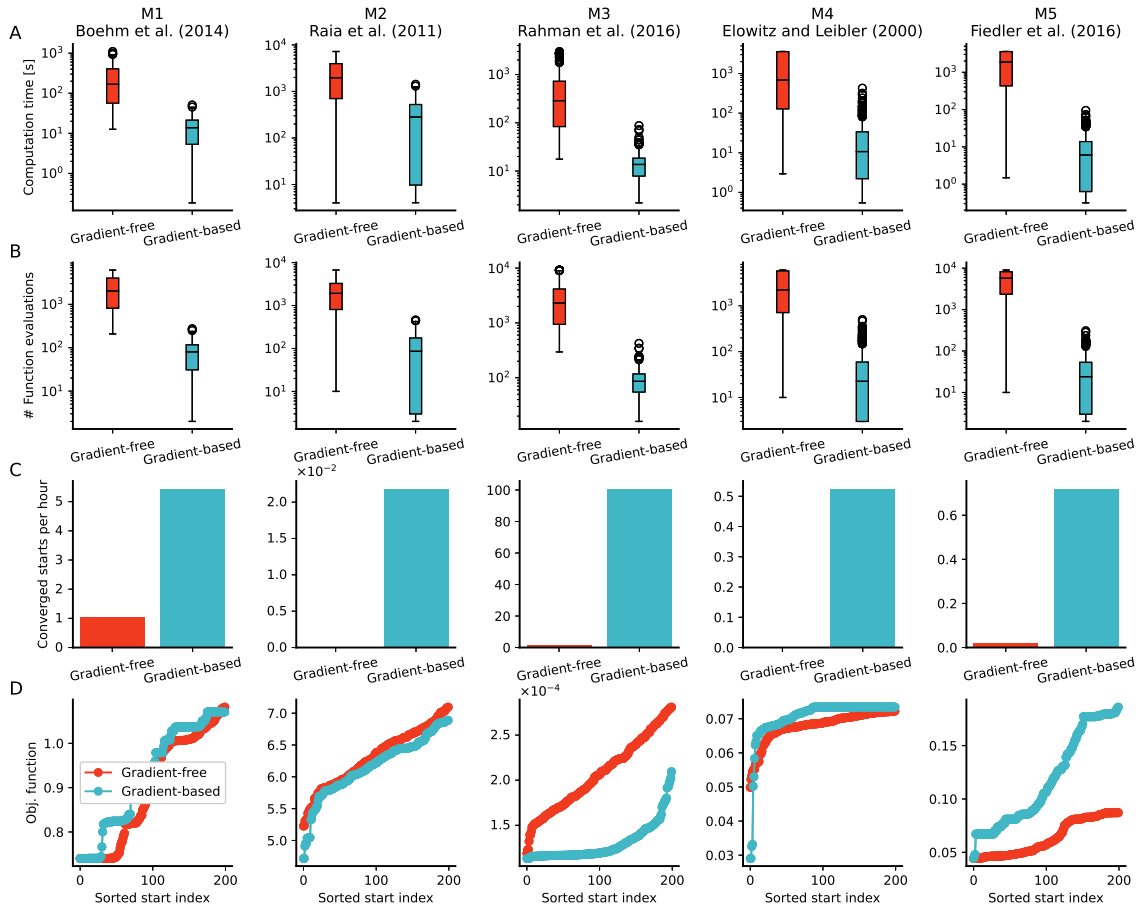 M1
Boehm et al. (2014)
M2
Raia et al. (2011)
M3
Rahman et al. (2016)
M4
Elowitz and Leibler (2000)
M5
Fiedler et al. (2016)
A
Computation time [s]
10³
10²
10¹
10⁰
Gradient-free
Gradient-based
10⁴
10³
10²
10¹
Gradient-free
Gradient-based
10³
10²
10¹
Gradient-free
Gradient-based
10³
10²
10¹
10⁰
Gradient-free
Gradient-based
10³
10²
10¹
10⁰
Gradient-free
Gradient-based
B
# Function evaluations
10³
10²
10¹
Gradient-free
Gradient-based
10⁴
10³
10²
10¹
Gradient-free
Gradient-based
10⁴
10³
10²
Gradient-free
Gradient-based
10³
10²
10¹
Gradient-free
Gradient-based
10⁴
10³
10²
10¹
Gradient-free
Gradient-based
C
Converged starts per hour
5
4
3
2
1
0
Gradient-free
Gradient-based
×10⁻²
2.0
1.5
1.0
0.5
0.0
Gradient-free
Gradient-based
100
80
60
40
20
0
Gradient-free
Gradient-based
0.5
0.4
0.3
0.2
0.1
0.0
Gradient-free
Gradient-based
0.6
0.4
0.2
0.0
Gradient-free
Gradient-based
D
Obj. function
1.0
0.9
0.8
Gradient-free
Gradient-based
0
100
200
Sorted start index
7.0
6.5
6.0
5.5
5.0
0
100
200
Sorted start index
×10⁻⁴
2.5
2.0
1.5
0
100
200
Sorted start index
0.07
0.06
0.05
0.04
0.03
0
100
200
Sorted start index
0.15
0.10
0.05
0
100
200
Sorted start index